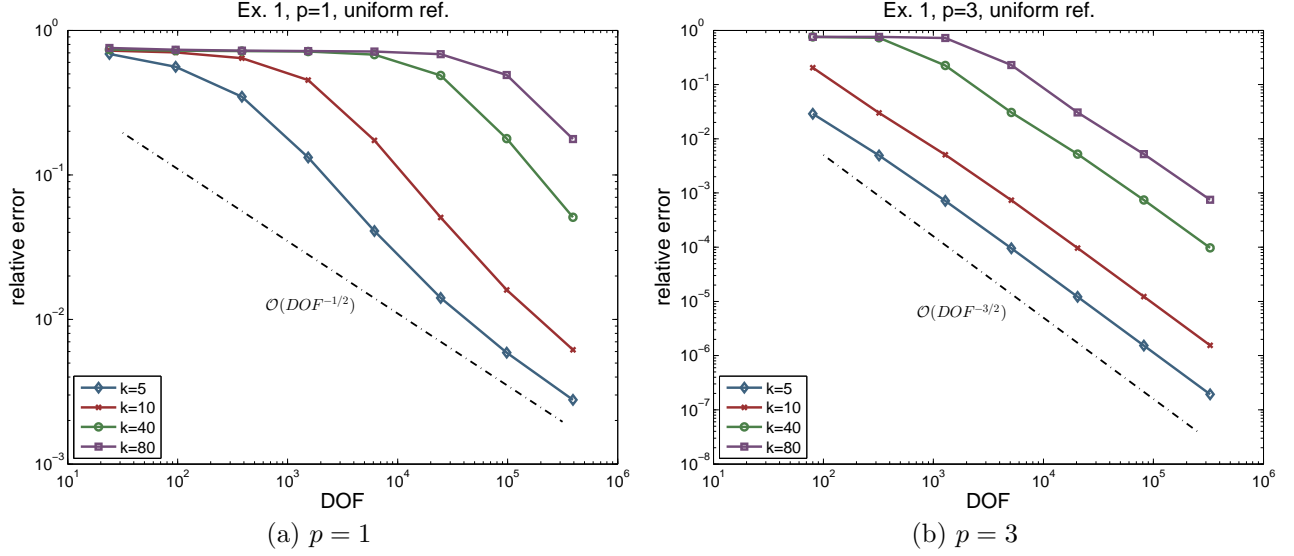 Ex. 1, p=1, uniform ref.
10^0
10^{-1}
10^{-2}
10^{-3}
relative error
O(DOF^{-1/2})
k=5
k=10
k=40
k=80
10^1
10^2
10^3
10^4
10^5
10^6
DOF
(a) p = 1
Ex. 1, p=3, uniform ref.
10^0
10^{-1}
10^{-2}
10^{-3}
10^{-4}
10^{-5}
10^{-6}
10^{-7}
10^{-8}
relative error
O(DOF^{-3/2})
k=5
k=10
k=40
k=80
10^1
10^2
10^3
10^4
10^5
10^6
DOF
(b) p = 3